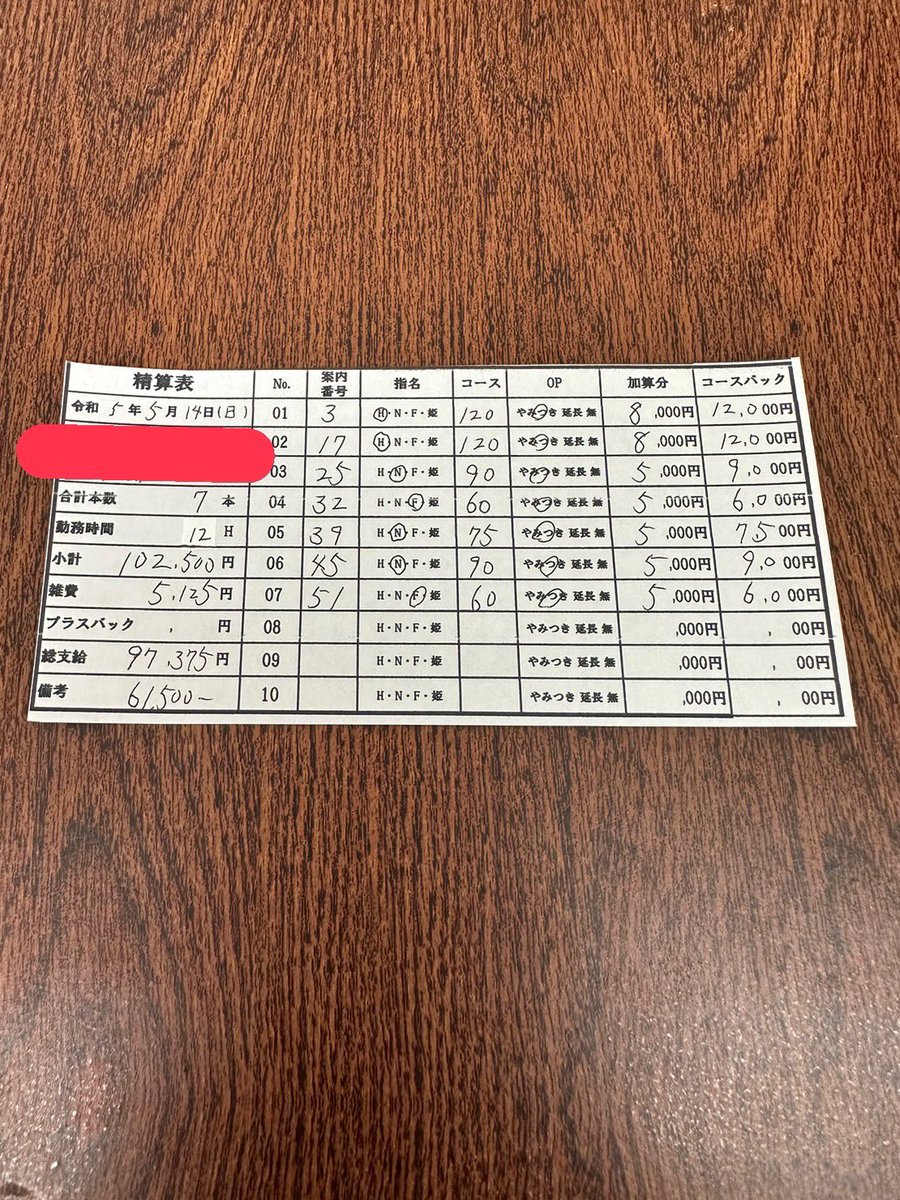 精算表 No. 案内番号 指名 コース OP 加算分 コースバック
令和 5年 5月 14日(日) 01 3 H・N・F・姫 120 やみつき 延長 無 8,000円 12,000円
02 17 H・N・F・姫 120 やみつき 延長 無 8,000円 12,000円
03 25 H・N・F・姫 90 やみつき 延長 無 5,000円 9,000円
合計本数 7本 04 32 H・N・F・姫 60 やみつき 延長 無 5,000円 6,000円
勤務時間 12H 05 39 H・N・F・姫 75 やみつき 延長 無 5,000円 7500円
小計 102,500円 06 45 H・N・F・姫 90 やみつき 延長 無 5,000円 9,000円
雑費 5,125円 07 51 H・N・F・姫 60 やみつき 延長 無 5,000円 6,000円
プラスバック , 円 08 H・N・F・姫 やみつき 延長 無 ,000円 , 00円
総支給 97,375円 09 H・N・F・姫 やみつき 延長 無 ,000円 , 00円
備考 61,500- 10 H・N・F・姫 やみつき 延長 無 ,000円 , 00円